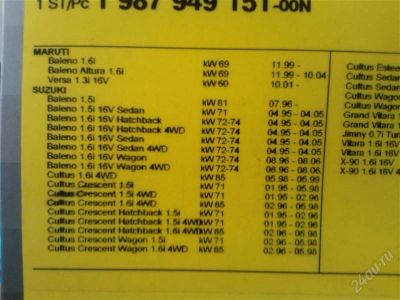 1 ST/Pc 1 987 949 151-00N
MARUTI
Baleno 1.6i kW 69 11.99 -
Baleno Altura 1.6i kW 69 11.99 - 10.04
Versa 1.3i 16V kW 60 10.01 -
SUZUKI
Baleno 1.5i kW 81 07.96 -
Baleno 1.5i 16V Sedan kW 71 04.95 - 04.05
Baleno 1.6i 16V Hatchback kW 72-74 04.95 - 04.05
Baleno 1.6i 16V Hatchback 4WD kW 72-74 04.95 - 04.05
Baleno 1.6i 16V Sedan kW 72-74 04.95 - 04.05
Baleno 1.6i 16V Sedan 4WD kW 72-74 04.95 - 04.05
Baleno 1.6i 16V Wagon kW 72-74 08.96 - 08.06
Baleno 1.6i 16V Wagon 4WD kW 72-74 08.96 - 08.06
Cultus 1.6i 4WD kW 85 05.98 - 05.99
Cultus Crescent 1.5i kW 71 01.95 - 05.98
Cultus Crescent 1.5i 4WD kW 71 01.95 - 05.98
Cultus Crescent 1.6i 4WD kW 85 02.96 - 05.98
Cultus Crescent Hatchback 1.5i kW 71 01.95 - 02.96
Cultus Crescent Hatchback 1.5i 4WD kW 71 01.95 - 02.96
Cultus Crescent Hatchback 1.6i 4WD kW 85 02.95 - 02.96
Cultus Crescent Wagon 1.5i kW 71 02.96 - 05.98
Cultus Crescent Wagon 1.6i 4WD kW 85 02.96 - 05.98
Cultus Esteem
Cultus Sedan
Cultus Sedan
Cultus Wagon
Cultus Wagon
Grand Vitara 1
Grand Vitara 1
Jimny 0.7i Tur
Vitara 1.6i 16V
Vitara 1.6i 16V
X-90 1.6i 16V
X-90 1.6i 16V 4
24au.ru